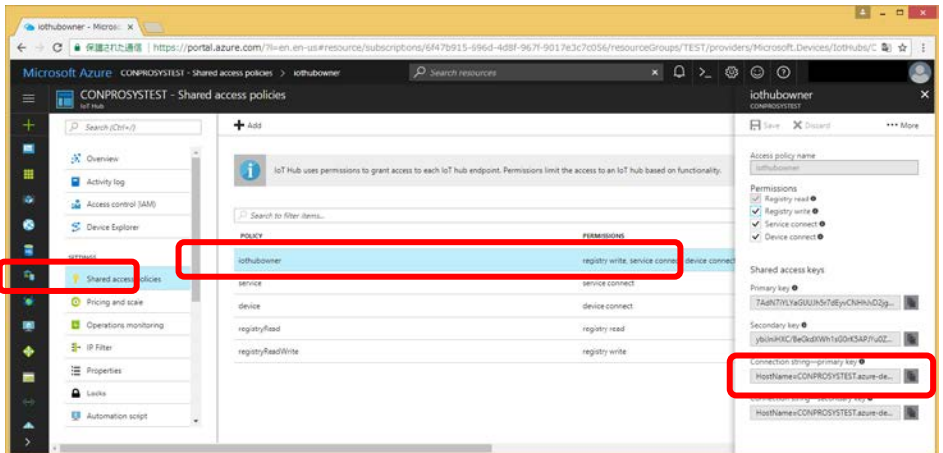 iothubowner - Micros
保護された通信 | https://portal.azure.com/?l=en.en-us#resource/subscriptions/6f47b915-696d-4d8f-967f-9017e3c7c056/resourceGroups/TEST/providers/Microsoft.Devices/IotHubs/C
Microsoft Azure CONPROSYSTEST - Shared access policies > iothubowner
Search resources
CONPROSYSTEST - Shared access policies
IoT Hub
Search (Ctrl+/)
Overview
Activity log
Access control (IAM)
Device Explorer
SETTINGS
Shared access policies
Pricing and scale
Operations monitoring
IP Filter
Properties
Locks
Automation script
Add
IoT Hub uses permissions to grant access to each IoT hub endpoint. Permissions limit the access to an IoT hub based on functionality.
Search to filter items...
POLICY PERMISSIONS
iothubowner registry write, service connect, device connect
service service connect
device device connect
registryRead registry read
registryReadWrite registry write
iothubowner
CONPROSYSTEST
Save Discard More
Access policy name
iothubowner
Permissions
Registry read
Registry write
Service connect
Device connect
Shared access keys
Primary key
Secondary key
Connection string—primary key
HostName=CONPROSYSTEST.azure-de...
Connection string—secondary key
HostName=CONPROSYSTEST.azure-de...